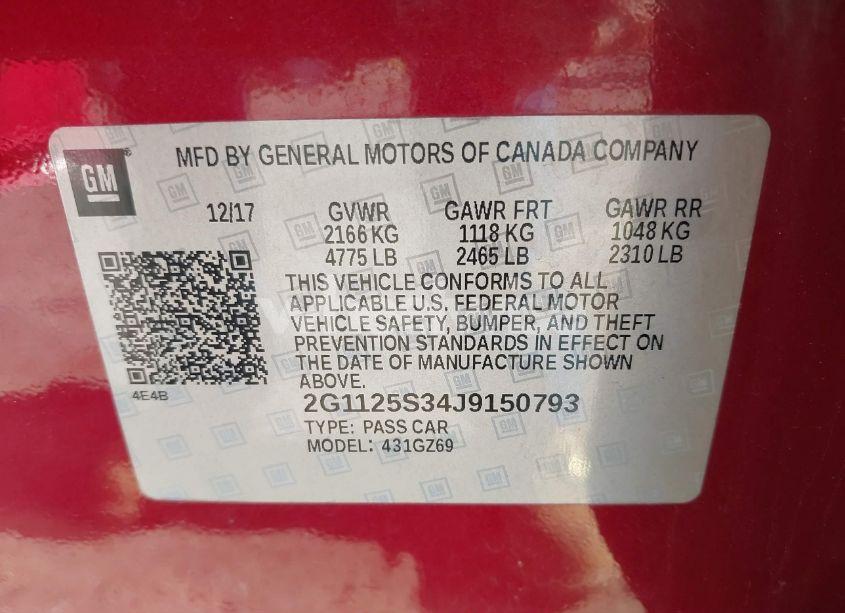 GM
MFD BY GENERAL MOTORS OF CANADA COMPANY
12/17 GVWR GAWR FRT GAWR RR
2166 KG 1118 KG 1048 KG
4775 LB 2465 LB 2310 LB
THIS VEHICLE CONFORMS TO ALL
APPLICABLE U.S. FEDERAL MOTOR
VEHICLE SAFETY, BUMPER, AND THEFT
PREVENTION STANDARDS IN EFFECT ON
THE DATE OF MANUFACTURE SHOWN
ABOVE.
4E4B
2G1125S34J9150793
TYPE: PASS CAR
MODEL: 431GZ69